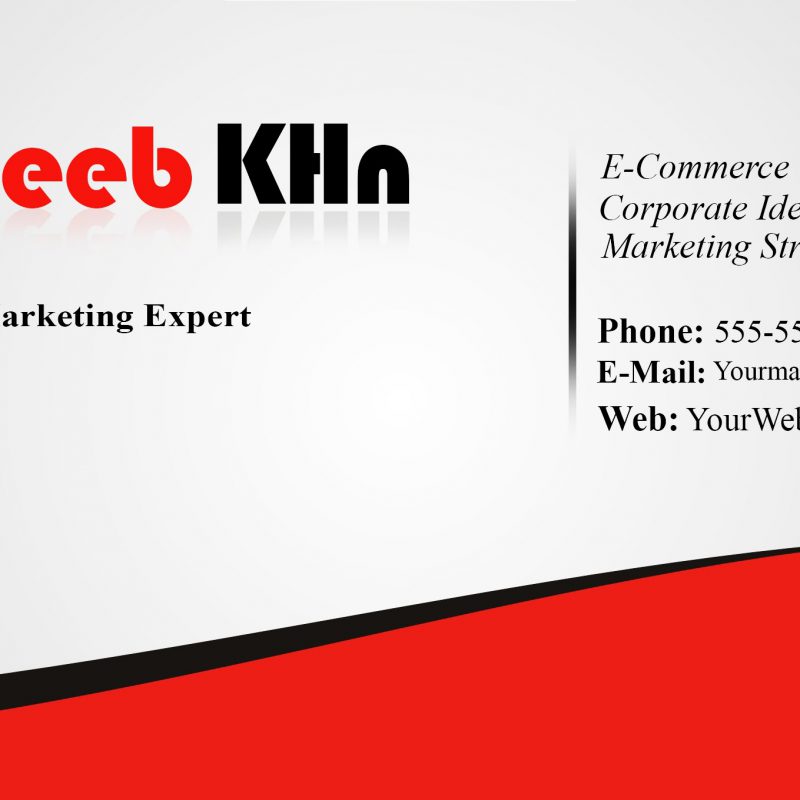 eeb KHn
arketing Expert
E-Commerce
Corporate Ide
Marketing Str
Phone: 555-55
E-Mail: Yourma
Web: YourWeb